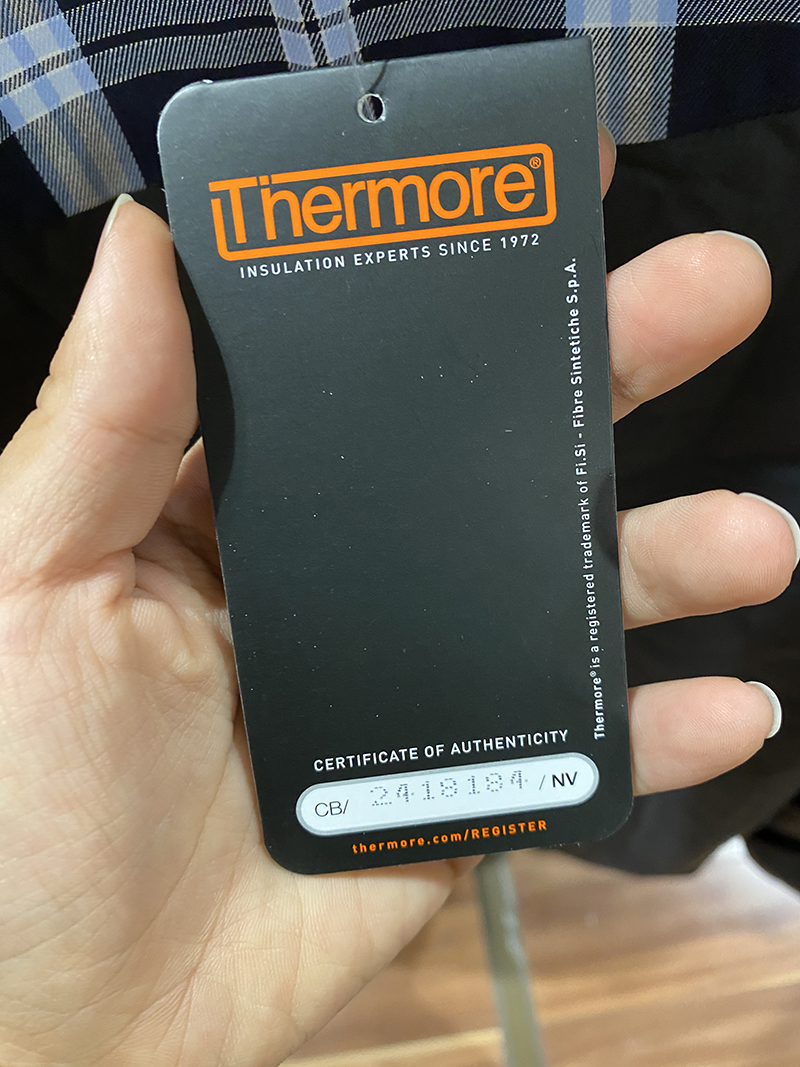 Thermore®
INSULATION EXPERTS SINCE 1972
Thermore® is a registered trademark of Fi.Si - Fibre Sintetiche S.p.A.
CERTIFICATE OF AUTHENTICITY
CB/ 2418184 / NV
thermore.com/REGISTER